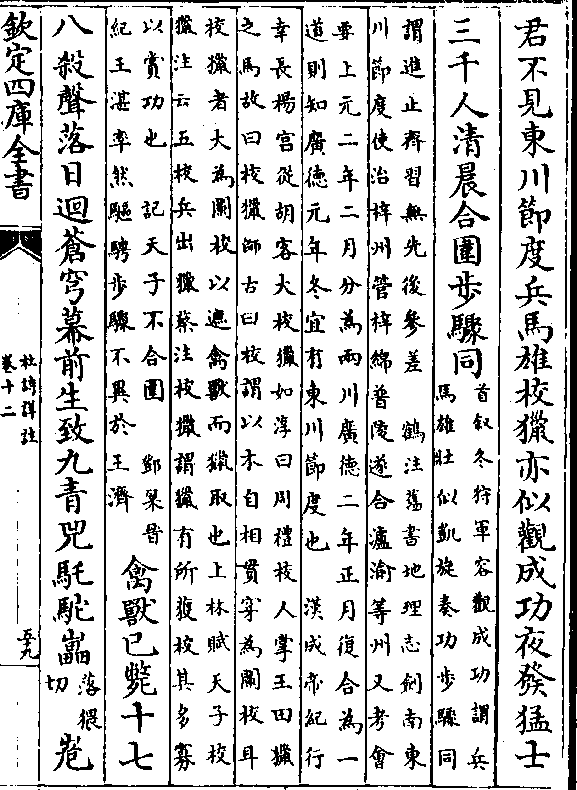 君不見東川節度兵馬雄校獵亦似觀成功夜發猛士
三千人清晨合圍步驟同
首叙冬狩軍容觀成功謂兵
馬雄壯似凱旋奏功步驟同
謂進止齊習無先後參差　鶴注舊書地理志劍南東
川節度使治梓州管梓綿普陵遂合瀘渝等州又考會
要上元二年二月分為兩川廣德二年正月復合為一
道則知廣德元年冬宜有東川節度也　漢成帝紀行
幸長楊宮從胡客大校獵如淳曰周禮校人掌王田獵
之馬故曰校獵師古曰校謂以木自相貫穿為闌校耳
校獵者大為闌校以遮禽獸而獵取也上林賦天子校
獵注云五校兵出獵蔡注校獵謂獵有所獲校其多寡
以賞功也　記天子不合圍　鄧粲晉
紀王湛率然驅騁步驟不異於王濟
禽獸已斃十七
八殺聲落日迴蒼穹幕前生致九青兕馲駝㠥
落猥
切
㟴
欽定四庫全書
杜詩詳註
卷十二
至九